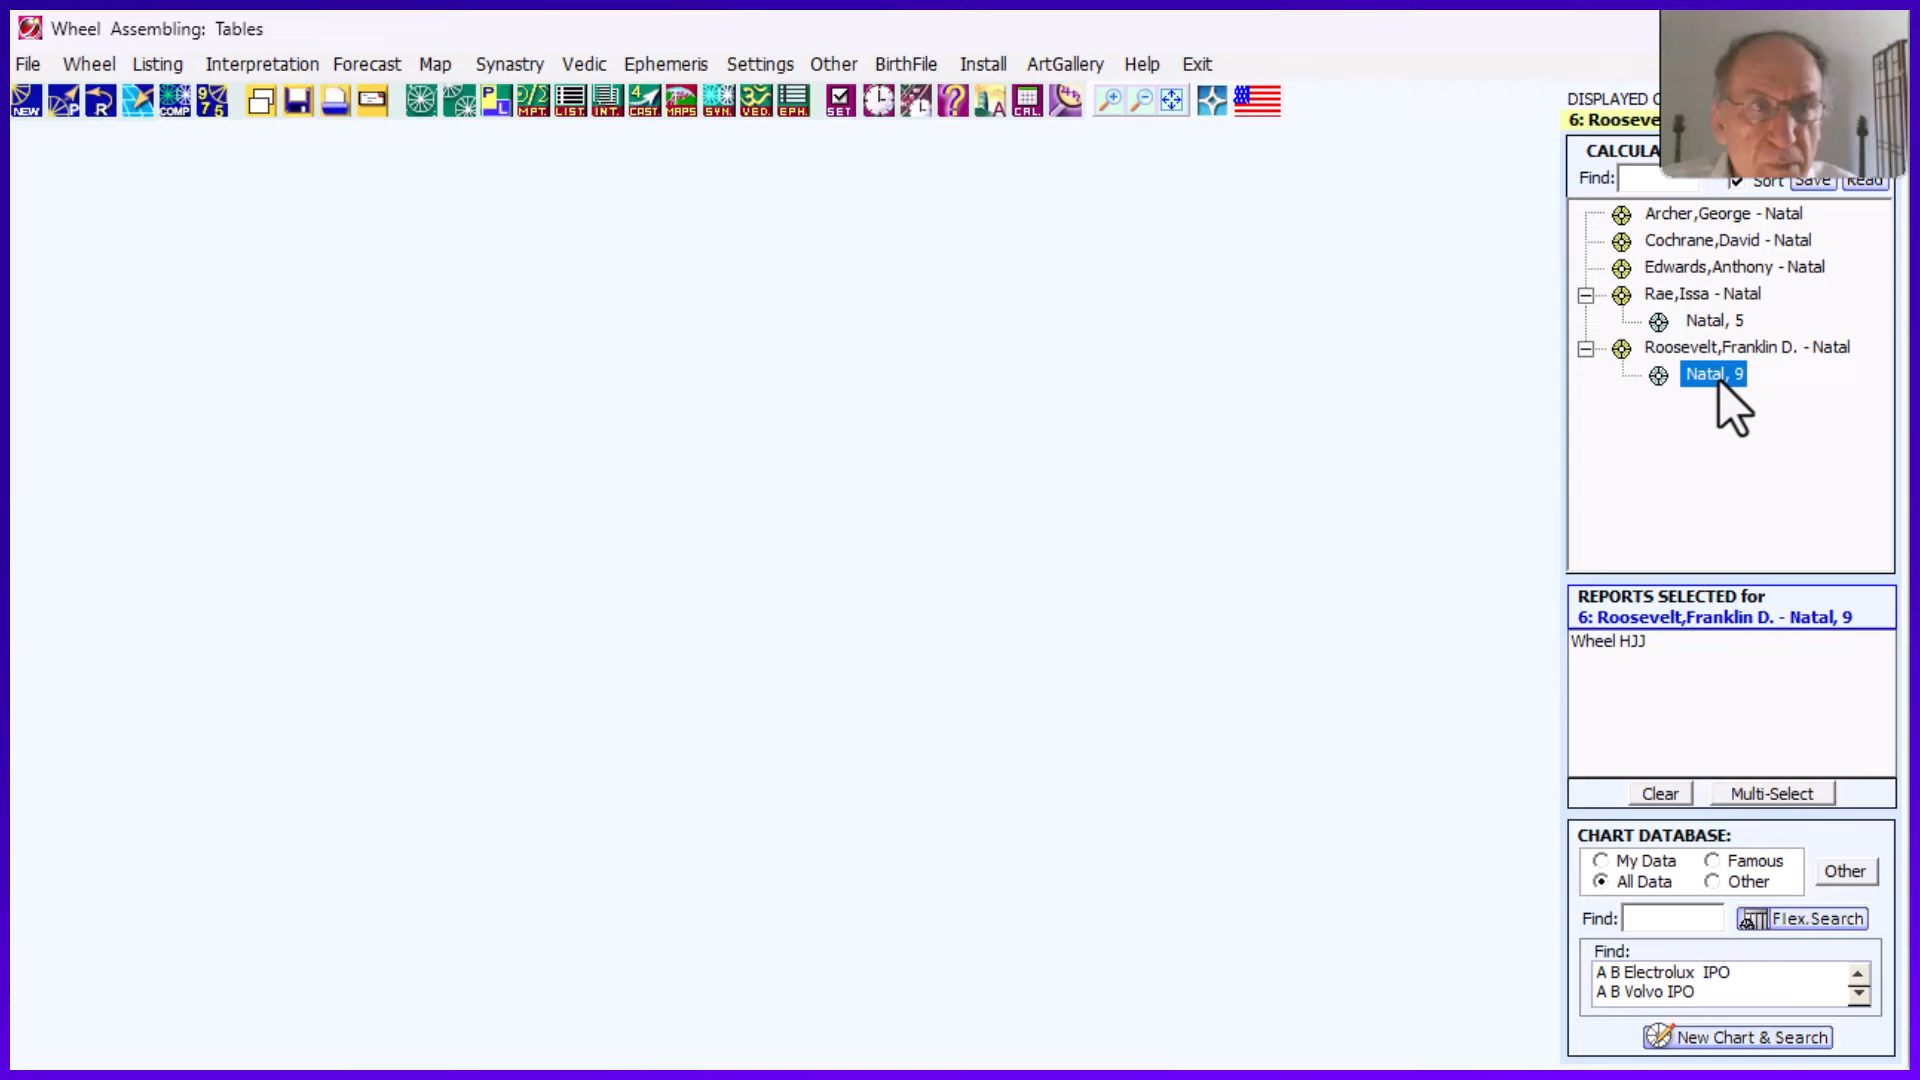 Wheel Assembling: Tables
File Wheel Listing Interpretation Forecast Map Synastry Vedic Ephemeris Settings Other BirthFile Install ArtGallery Help Exit
NEW P R COMP 9 7 5 P L MPT. LIST. INT. CAST. MAPS SYN. VED. EPH. SET ? A CAL.
DISPLAYED C
6: Rooseve
CALCULA
Find: Sort Save Read
Archer,George - Natal
Cochrane,David - Natal
Edwards,Anthony - Natal
Rae,Issa - Natal
Natal, 5
Roosevelt,Franklin D. - Natal
Natal, 9
REPORTS SELECTED for
6: Roosevelt,Franklin D. - Natal, 9
Wheel HJJ
Clear Multi-Select
CHART DATABASE:
My Data Famous
All Data Other
Other
Find: Flex.Search
Find:
A B Electrolux IPO
A B Volvo IPO
New Chart & Search